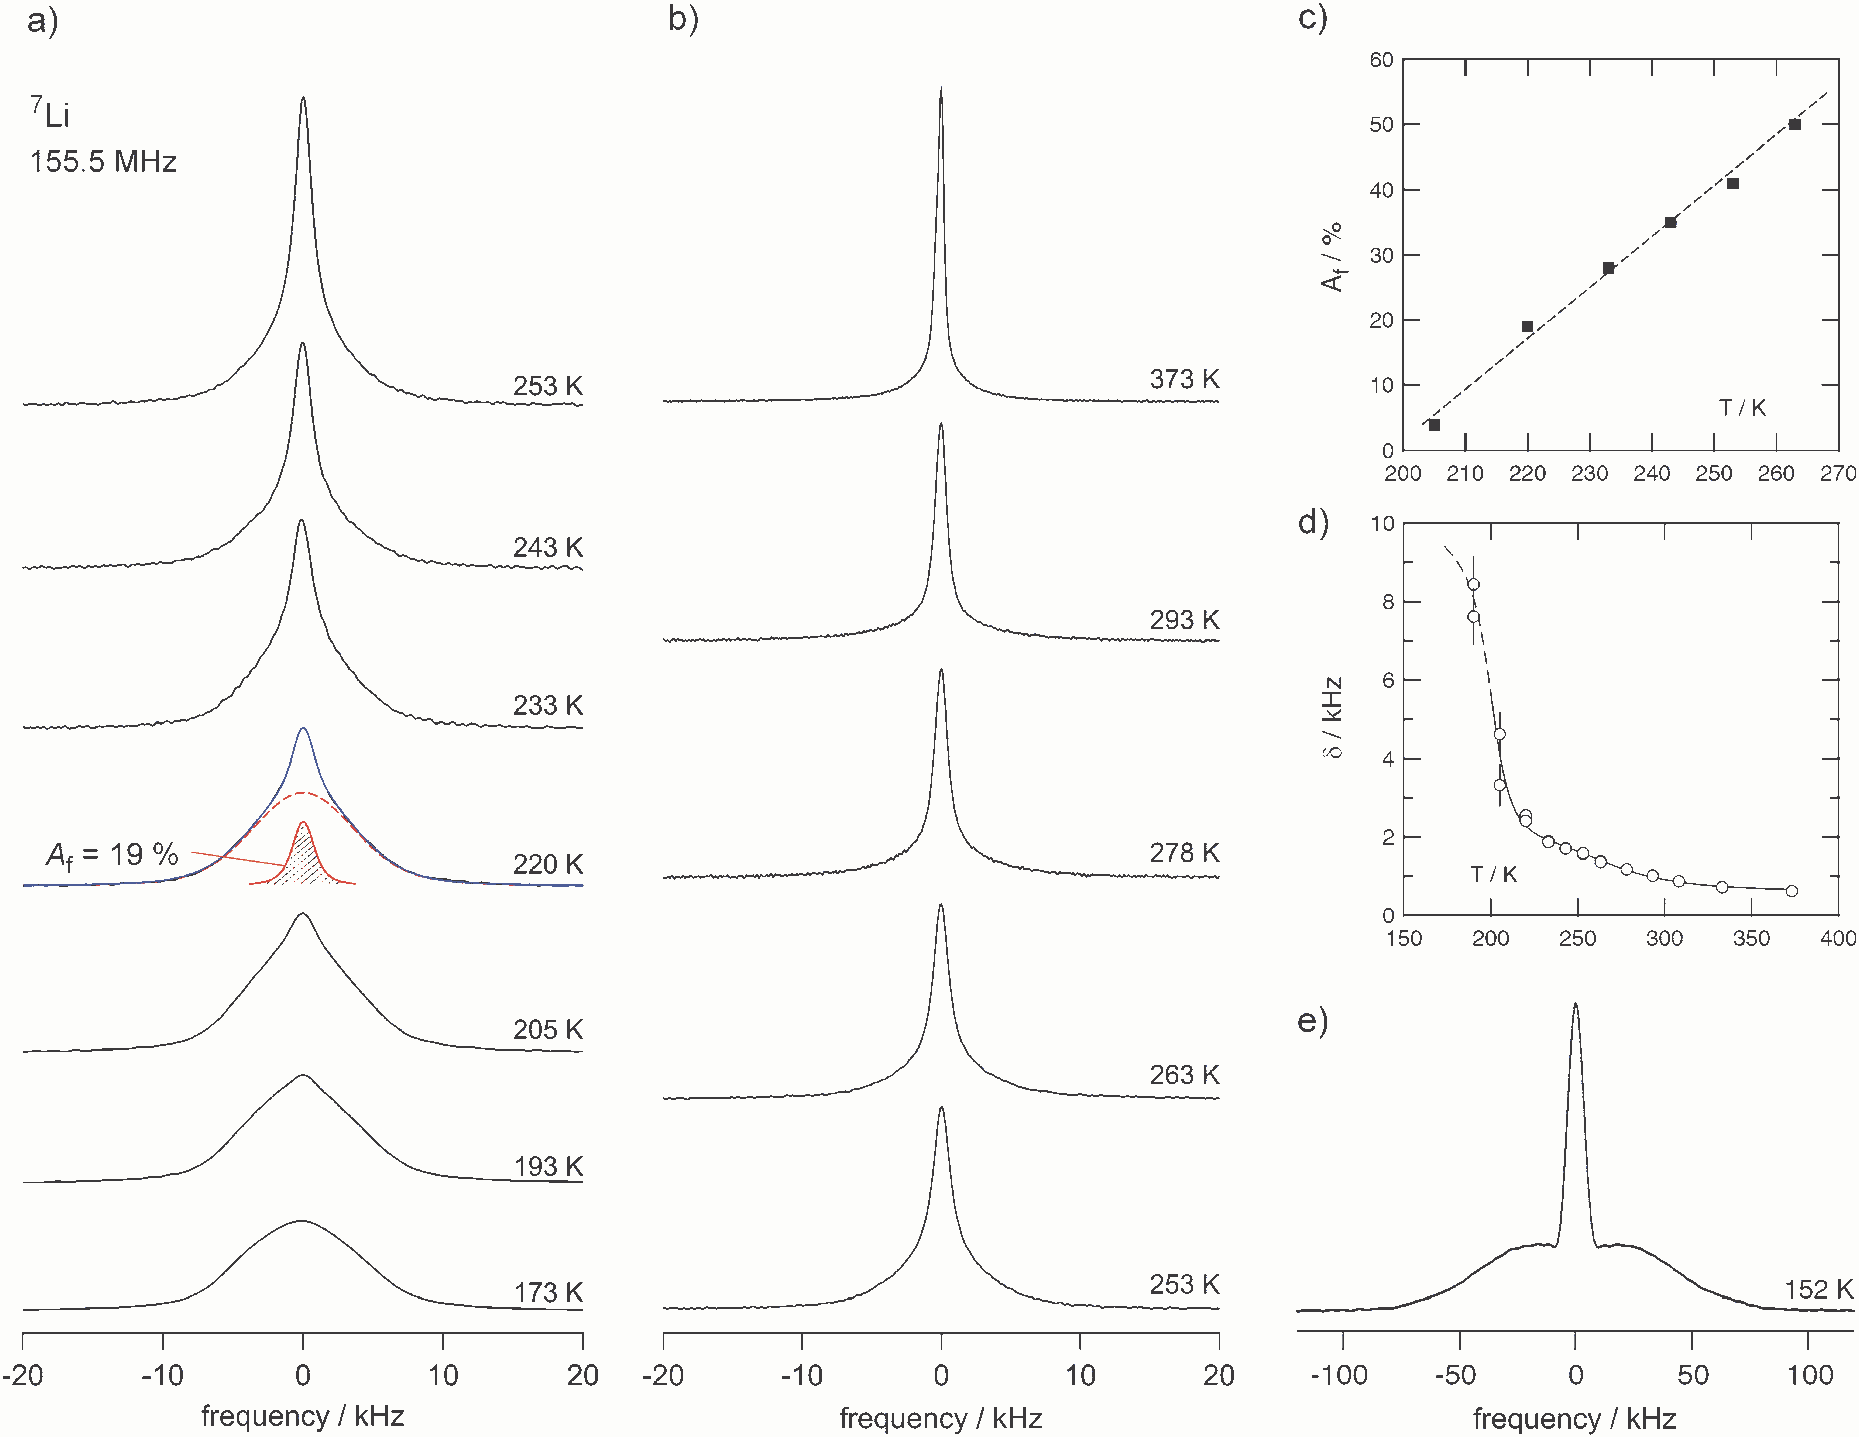 a)
⁷Li
155.5 MHz
253 K
243 K
233 K
A_f = 19 %
220 K
205 K
193 K
173 K
-20 -10 0 10 20
frequency / kHz
b)
373 K
293 K
278 K
263 K
253 K
-20 -10 0 10 20
frequency / kHz
c)
60
50
40
30
20
10
0
A_f / %
T / K
200 210 220 230 240 250 260 270
d)
10
8
6
4
2
0
δ / kHz
T / K
150 200 250 300 350 400
e)
152 K
-100 -50 0 50 100
frequency / kHz